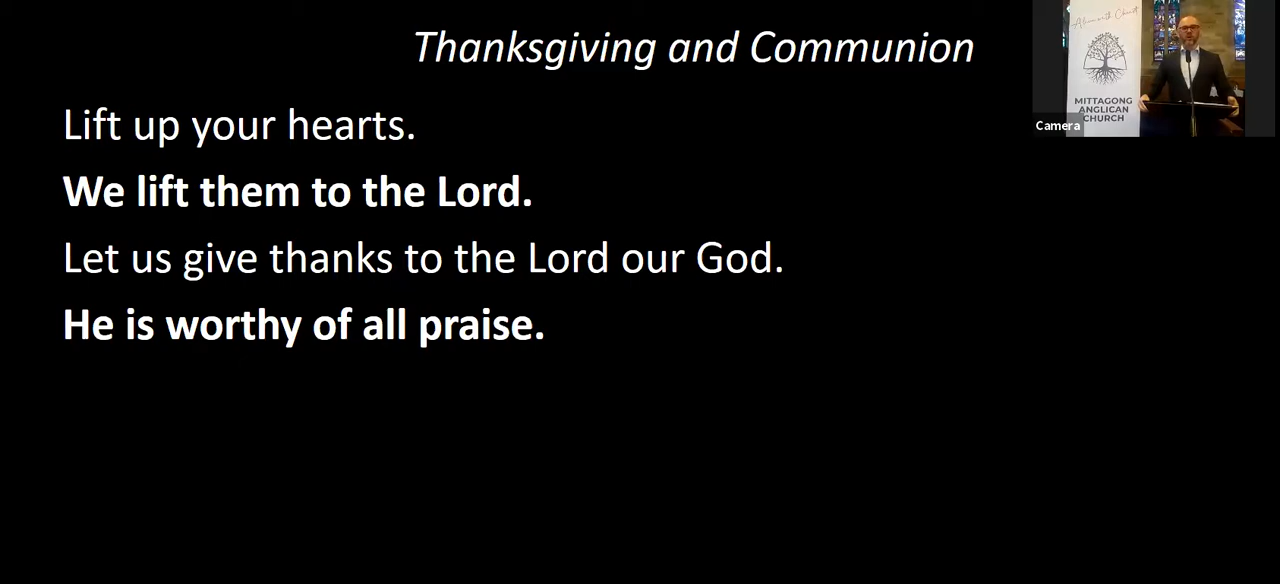 Thanksgiving and Communion
Lift up your hearts.
We lift them to the Lord.
Let us give thanks to the Lord our God.
He is worthy of all praise.
MITTAGONG
ANGLICAN
CHURCH
Camera